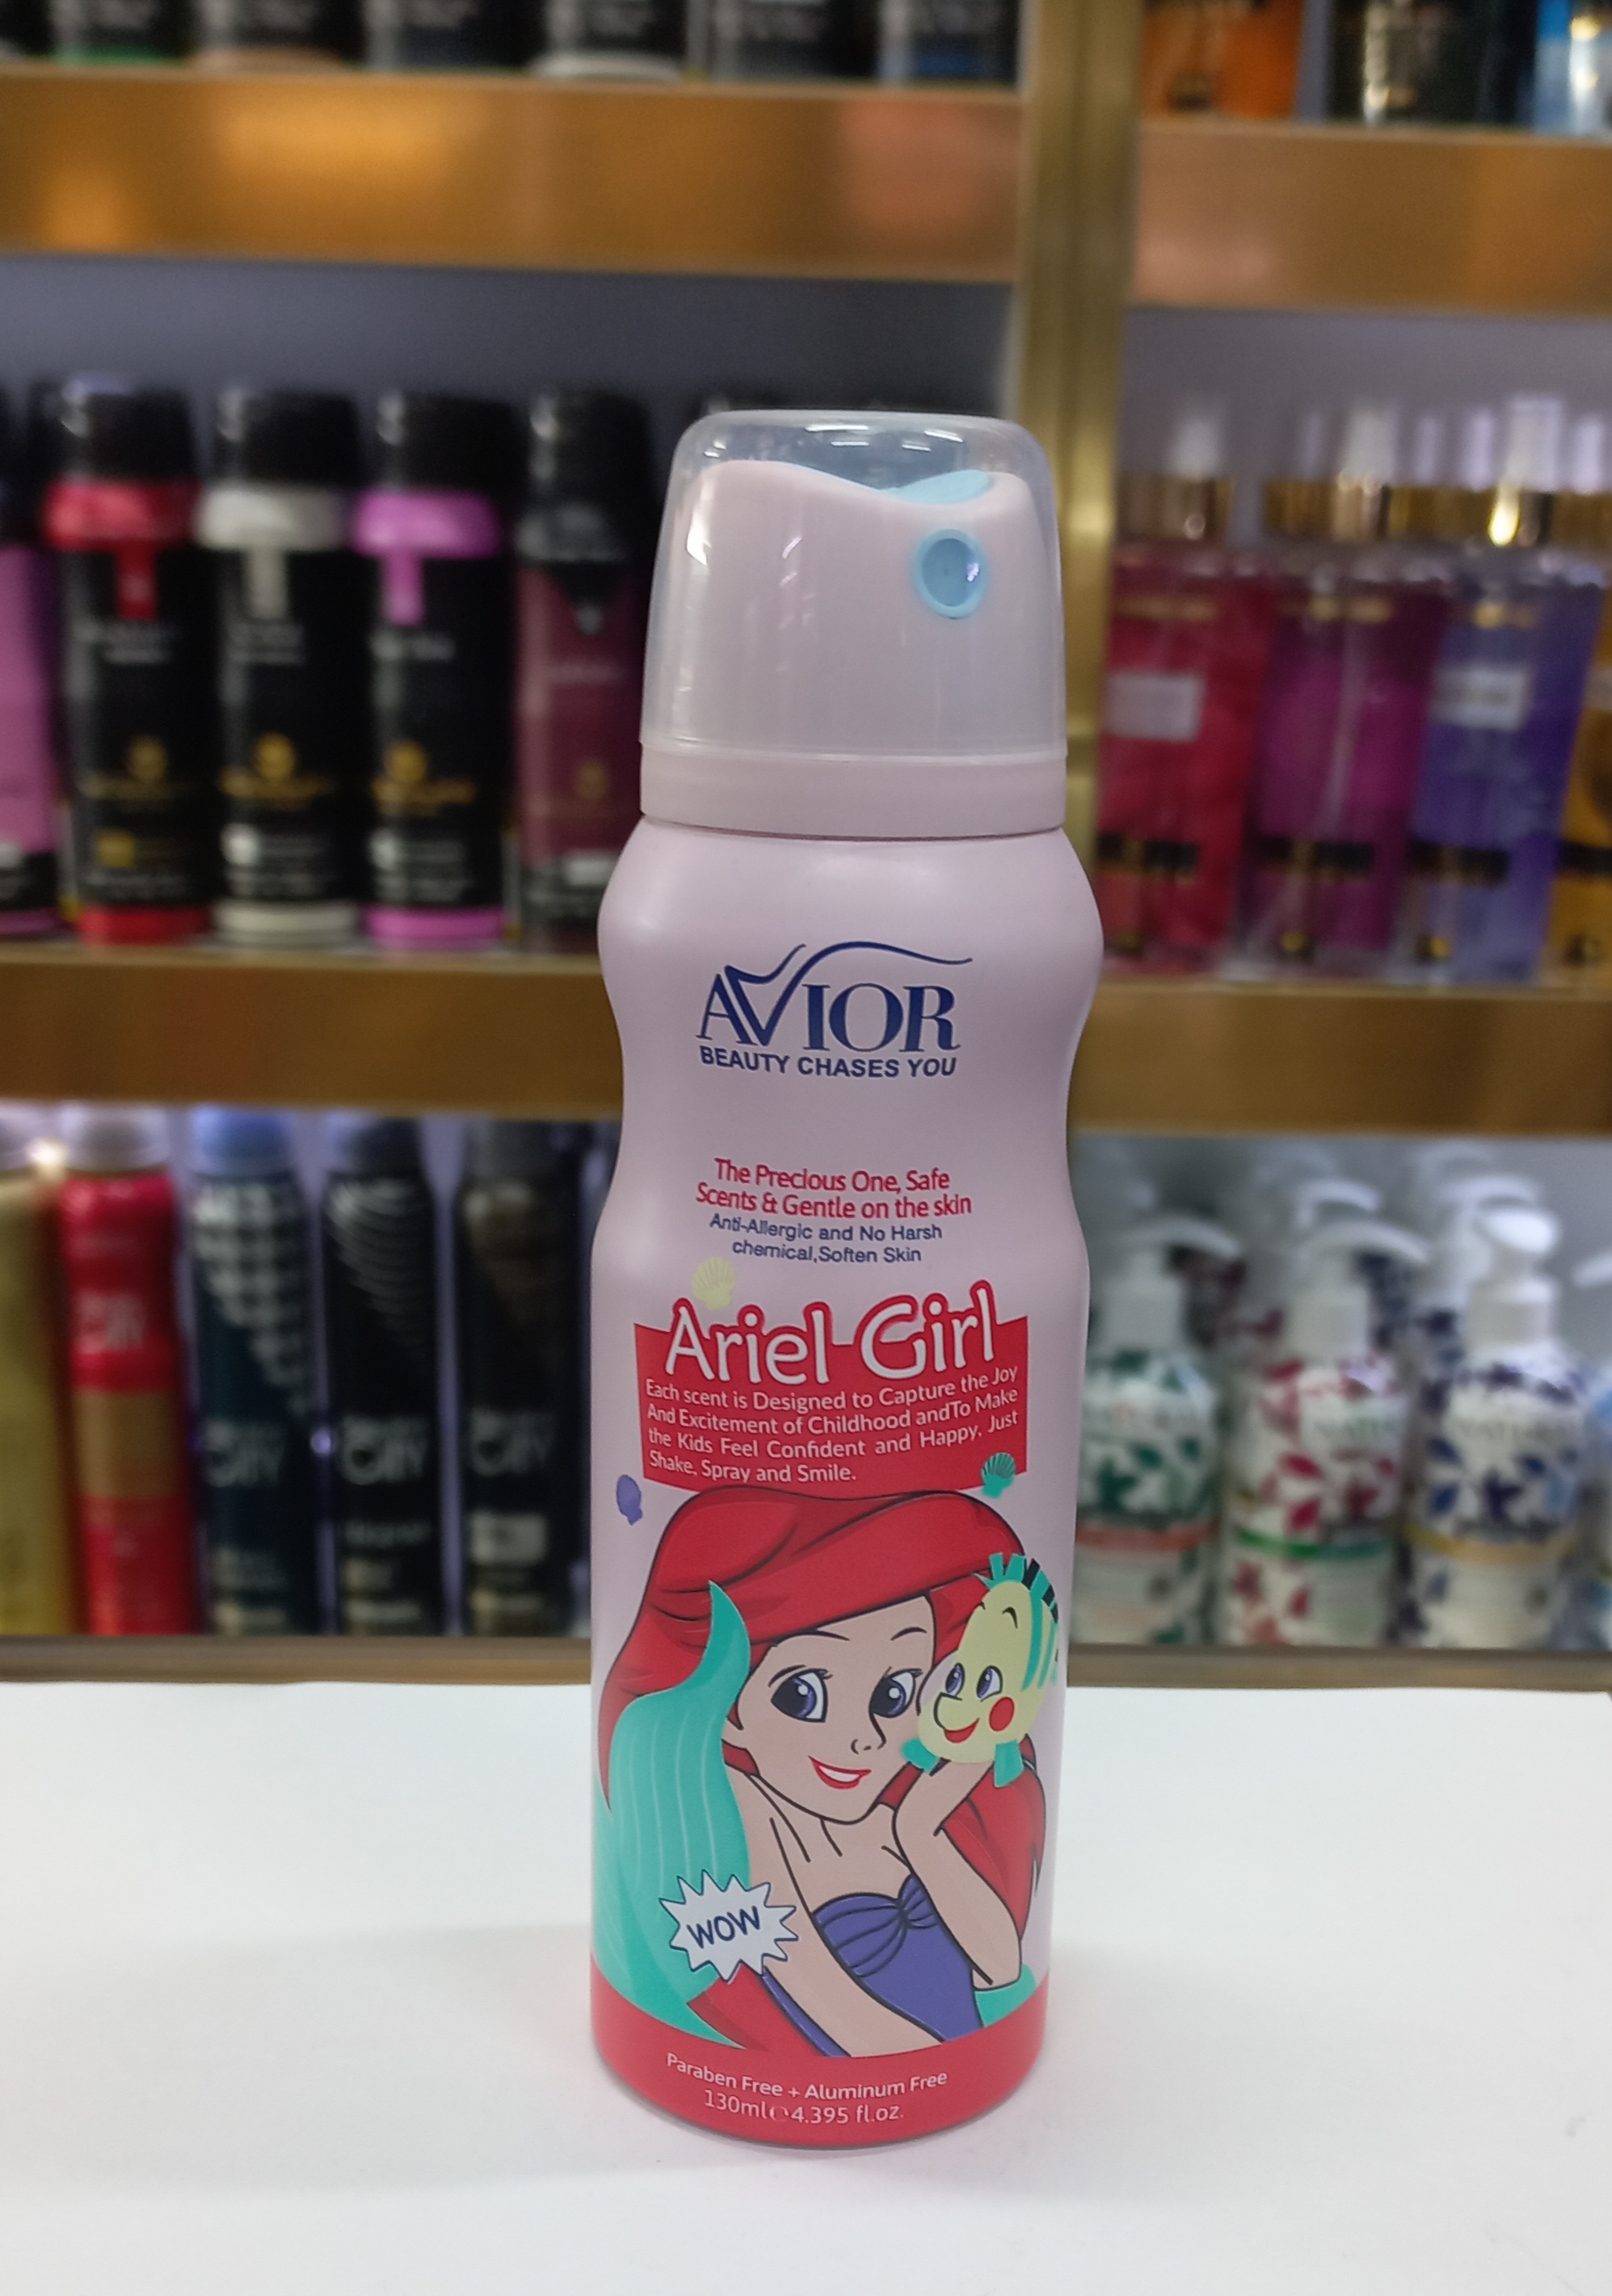 AVIOR
BEAUTY CHASES YOU
The Precious One, Safe
Scents & Gentle on the skin
Anti-Allergic and No Harsh
chemical,Soften Skin
Ariel Girl
Each scent is Designed to Capture the Joy
And Excitement of Childhood andTo Make
the Kids Feel Confident and Happy, Just
Shake, Spray and Smile.
WOW
Paraben Free + Aluminum Free
130ml℮4.395 fl.oz.